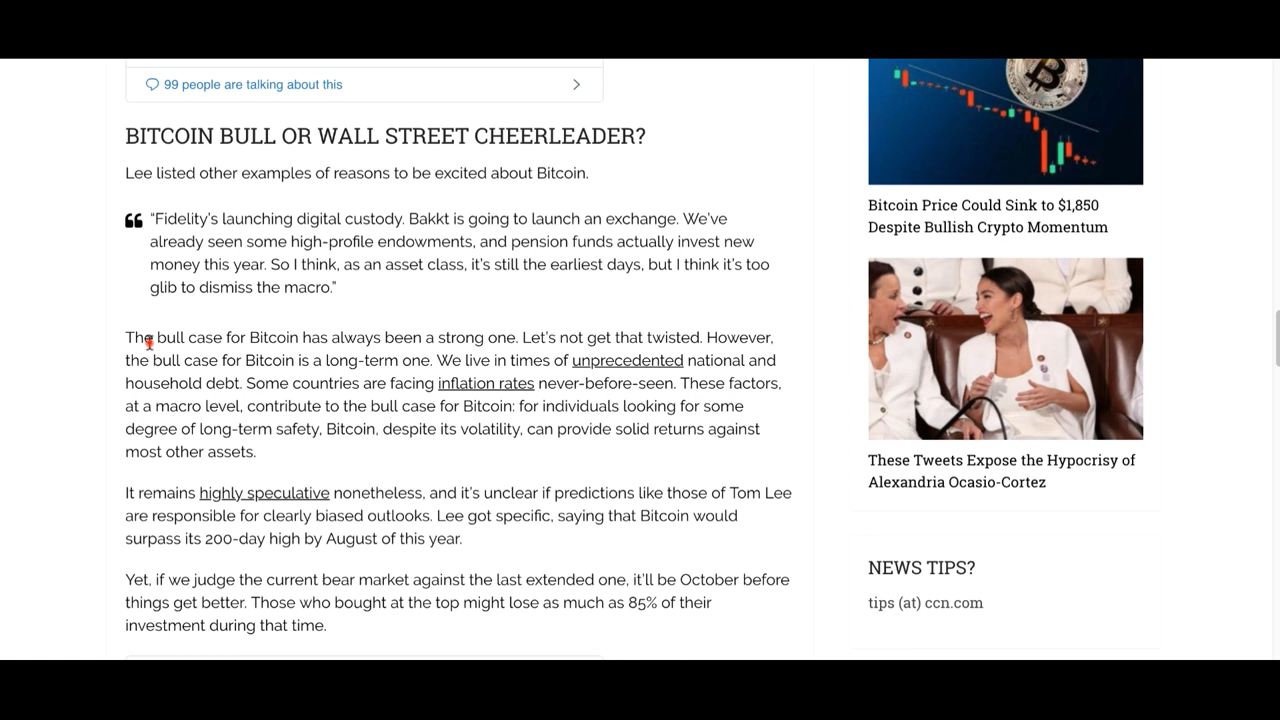 99 people are talking about this
BITCOIN BULL OR WALL STREET CHEERLEADER?
Lee listed other examples of reasons to be excited about Bitcoin.
“Fidelity’s launching digital custody. Bakkt is going to launch an exchange. We’ve
already seen some high-profile endowments, and pension funds actually invest new
money this year. So I think, as an asset class, it’s still the earliest days, but I think it’s too
glib to dismiss the macro.”
The bull case for Bitcoin has always been a strong one. Let’s not get that twisted. However,
the bull case for Bitcoin is a long-term one. We live in times of unprecedented national and
household debt. Some countries are facing inflation rates never-before-seen. These factors,
at a macro level, contribute to the bull case for Bitcoin: for individuals looking for some
degree of long-term safety, Bitcoin, despite its volatility, can provide solid returns against
most other assets.
It remains highly speculative nonetheless, and it’s unclear if predictions like those of Tom Lee
are responsible for clearly biased outlooks. Lee got specific, saying that Bitcoin would
surpass its 200-day high by August of this year.
Yet, if we judge the current bear market against the last extended one, it’ll be October before
things get better. Those who bought at the top might lose as much as 85% of their
investment during that time.
Bitcoin Price Could Sink to $1,850
Despite Bullish Crypto Momentum
These Tweets Expose the Hypocrisy of
Alexandria Ocasio-Cortez
NEWS TIPS?
tips (at) ccn.com